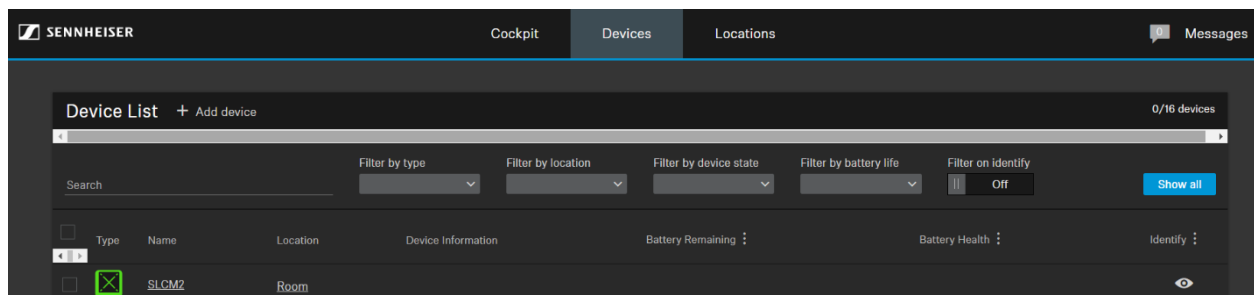 SENNHEISER Cockpit Devices Locations 0 Messages
Device List + Add device 0/16 devices
Filter by type Filter by location Filter by device state Filter by battery life Filter on identify
Search Off Show all
Type Name Location Device Information Battery Remaining Battery Health Identify
SLCM2 Room